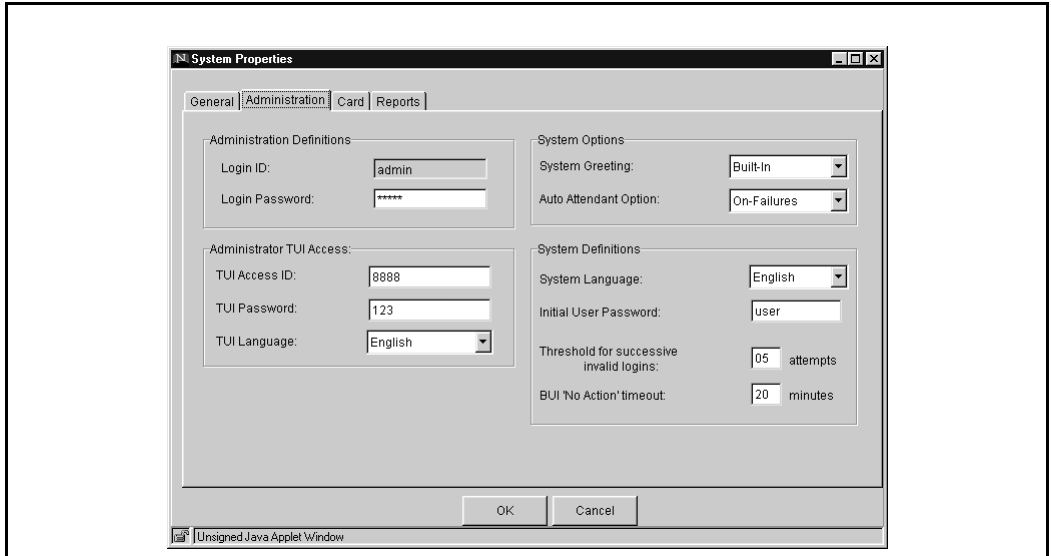 System Properties
General Administration Card Reports
Administration Definitions
Login ID: admin
Login Password: *****
Administrator TUI Access:
TUI Access ID: 8888
TUI Password: 123
TUI Language: English
System Options
System Greeting: Built-In
Auto Attendant Option: On-Failures
System Definitions
System Language: English
Initial User Password: user
Threshold for successive
invalid logins: 05 attempts
BUI 'No Action' timeout: 20 minutes
OK Cancel
Unsigned Java Applet Window